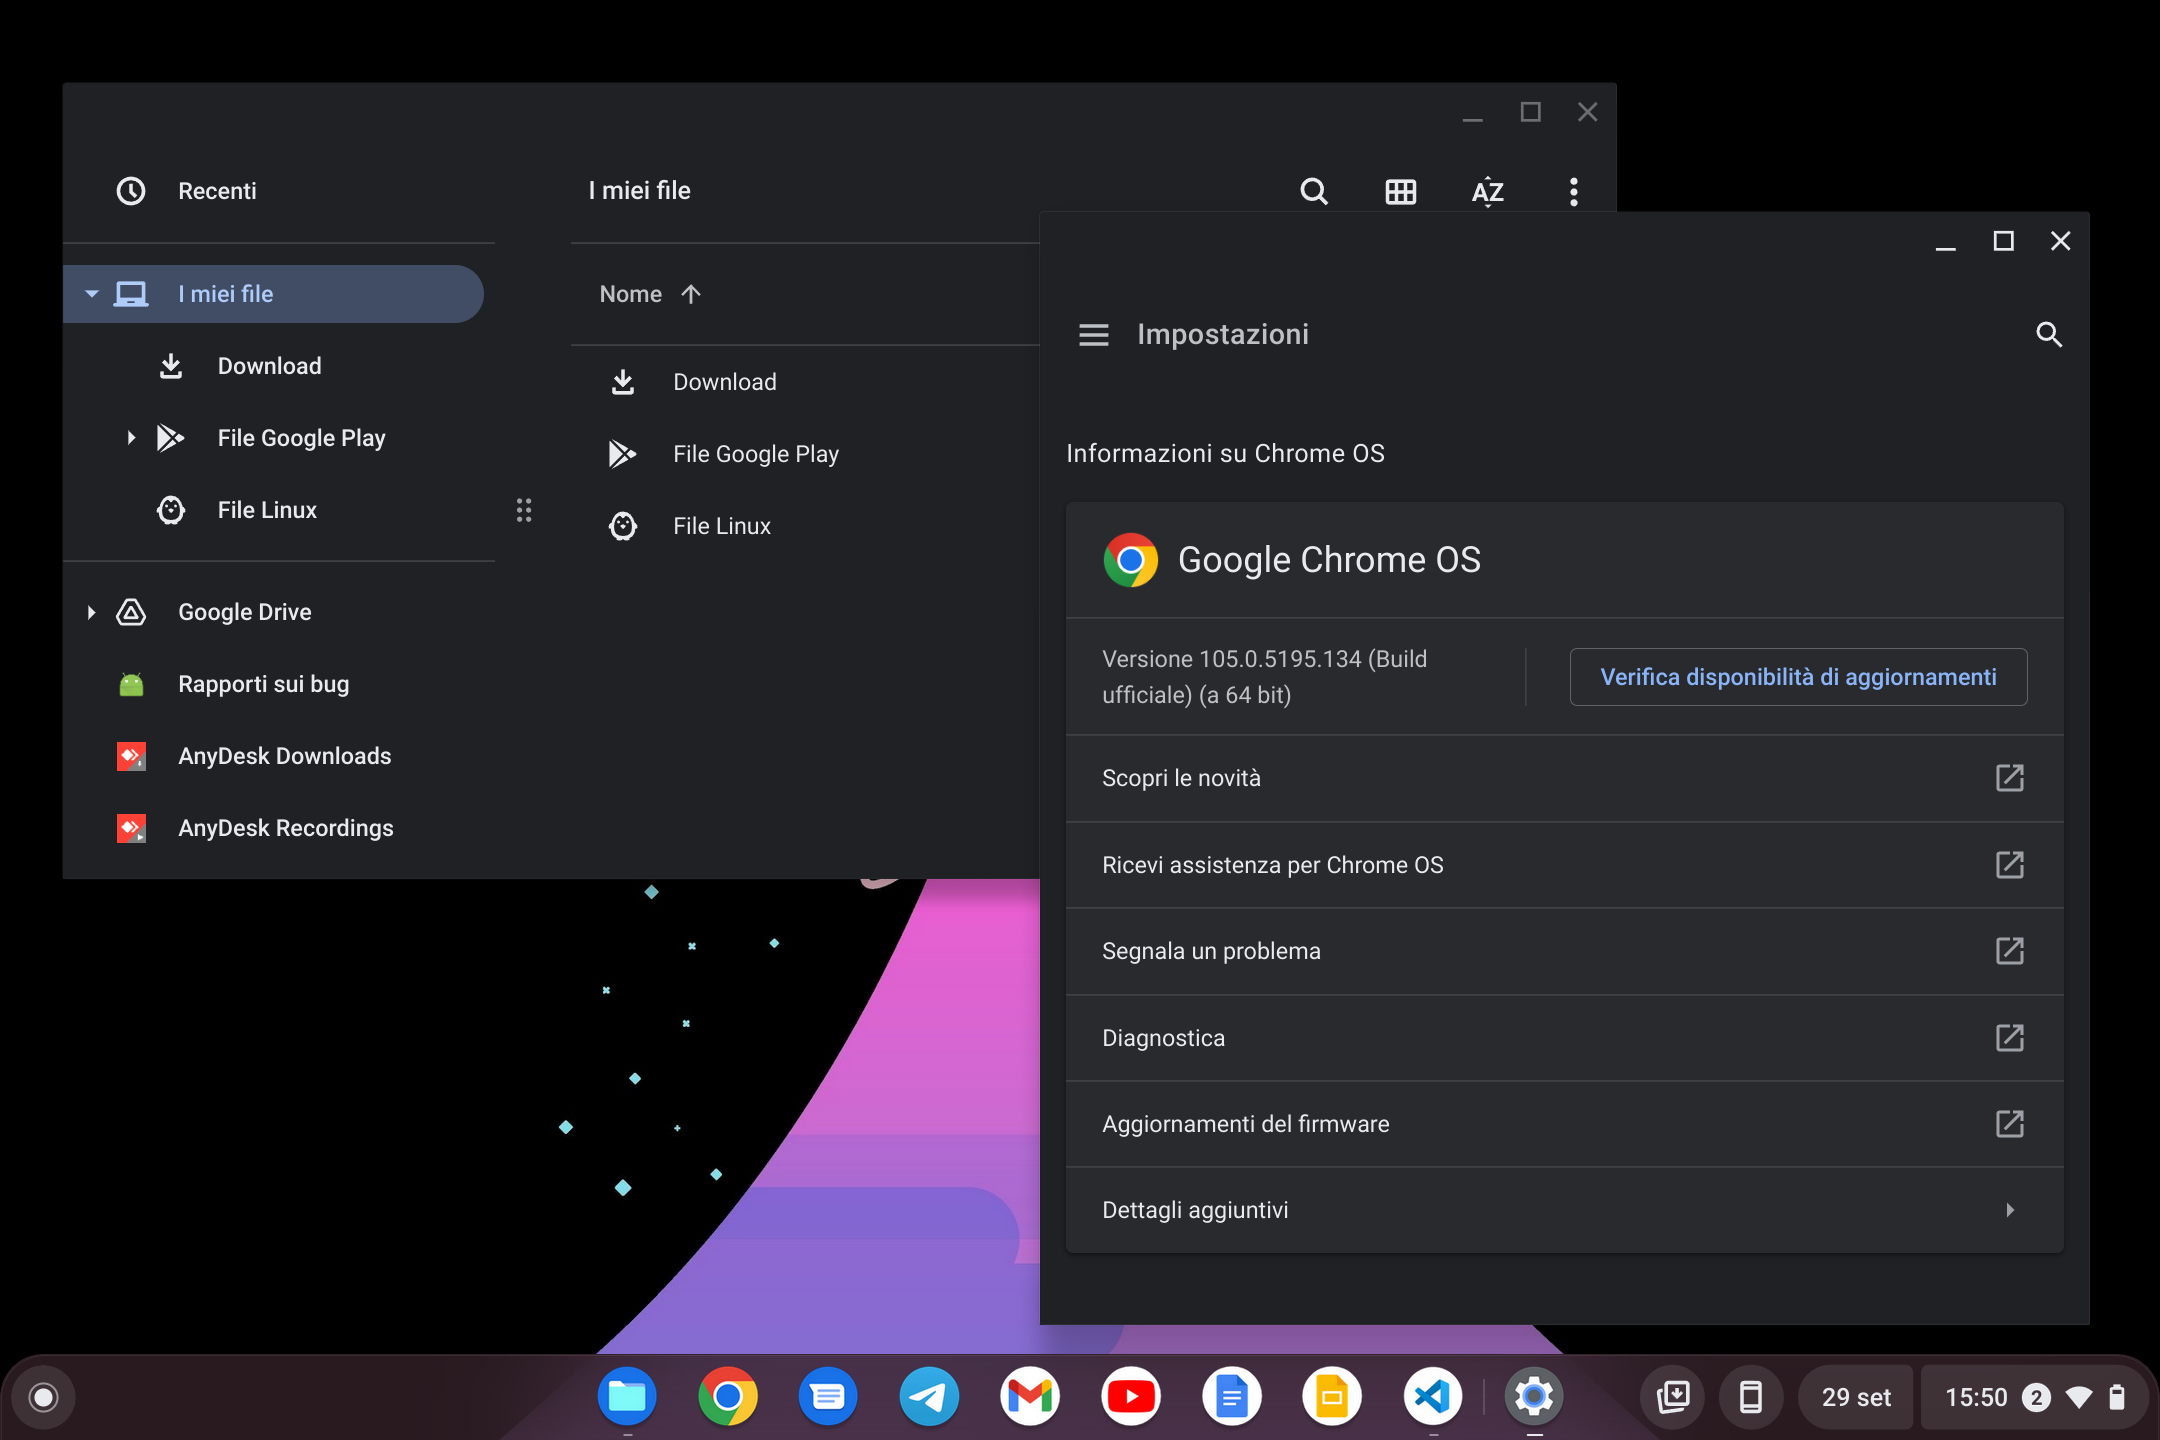 Recenti
I miei file
Download
File Google Play
File Linux
Google Drive
Rapporti sui bug
AnyDesk Downloads
AnyDesk Recordings
I miei file
AZ
Nome
Download
File Google Play
File Linux
Impostazioni
Informazioni su Chrome OS
Google Chrome OS
Versione 105.0.5195.134 (Build
ufficiale) (a 64 bit)
Verifica disponibilità di aggiornamenti
Scopri le novità
Ricevi assistenza per Chrome OS
Segnala un problema
Diagnostica
Aggiornamenti del firmware
Dettagli aggiuntivi
29 set
15:50 2